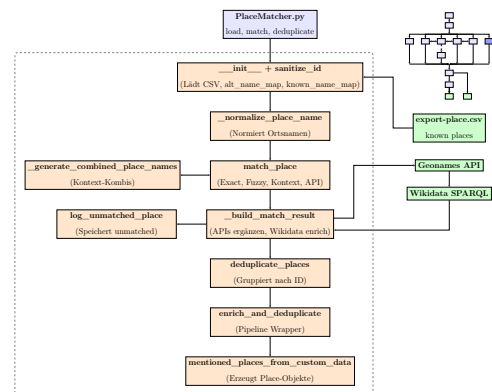 PlaceMatcher.py
load, match, deduplicate
__init__ + sanitize_id
(Lädt CSV, alt_name_map, known_name_map)
export-place.csv
known places
_normalize_place_name
(Normiert Ortsnamen)
_generate_combined_place_names
(Kontext-Kombis)
match_place
(Exact, Fuzzy, Kontext, API)
Geonames API
Wikidata SPARQL
log_unmatched_place
(Speichert unmatched)
_build_match_result
(APIs ergänzen, Wikidata enrich)
deduplicate_places
(Gruppiert nach ID)
enrich_and_deduplicate
(Pipeline Wrapper)
mentioned_places_from_custom_data
(Erzeugt Place-Objekte)